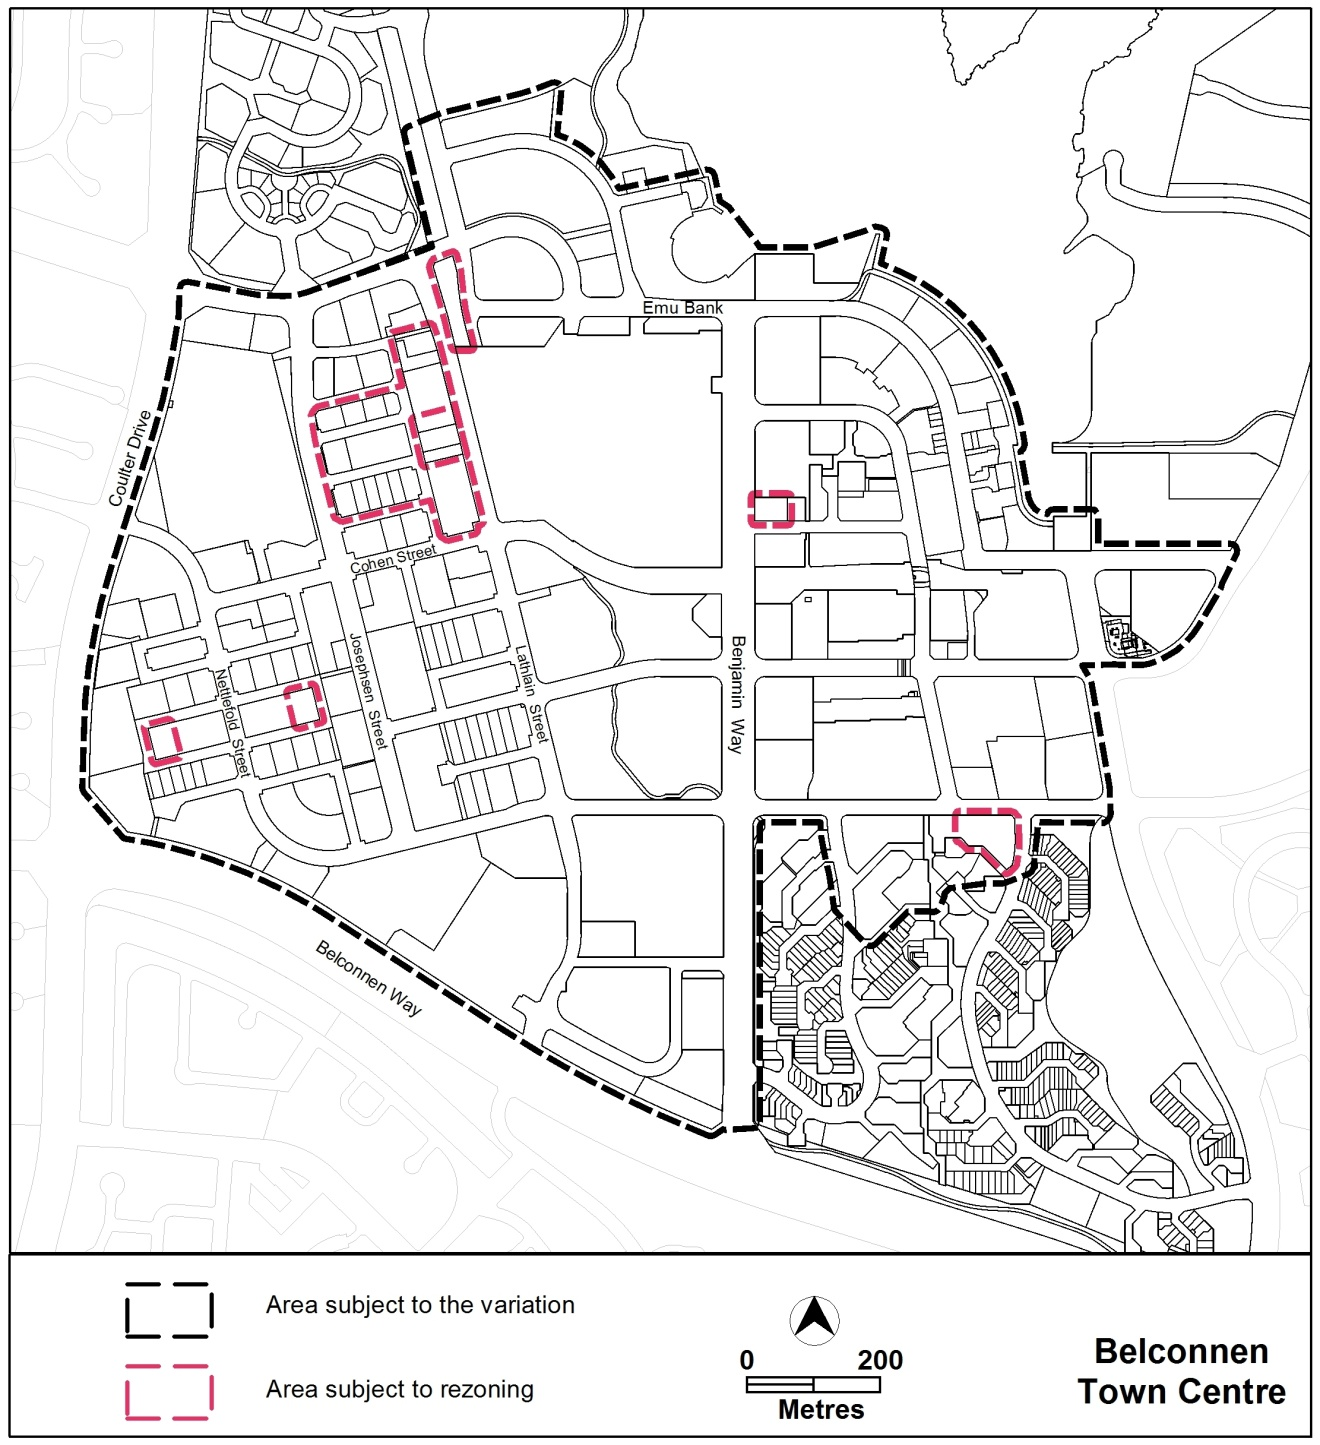 Emu Bank
Coulter Drive
Cohen Street
Benjamin Way
Josephsen Street
Lathlain Street
Nettlefold Street
Belconnen Way
Area subject to the variation
Area subject to rezoning
0 200
Metres
Belconnen
Town Centre